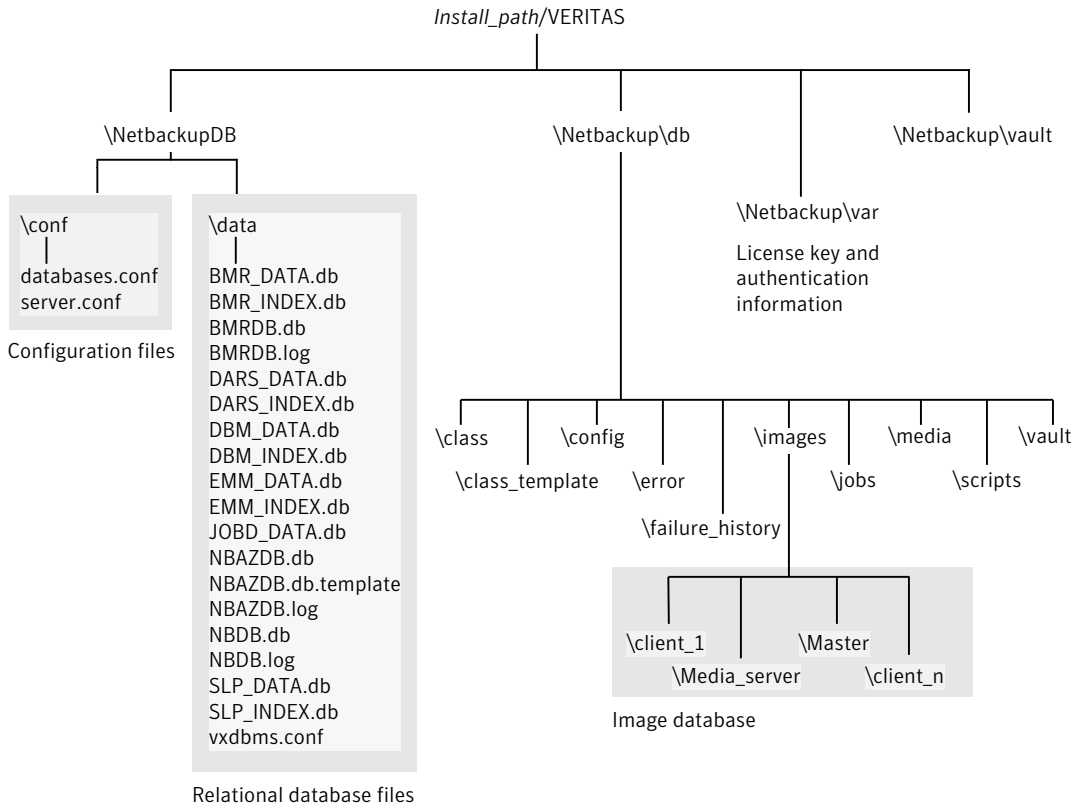 Install_path/VERITAS
\NetbackupDB
\Netbackup\db
\Netbackup\vault
\Netbackup\var
License key and
authentication
information
\conf
databases.conf
server.conf
Configuration files
\data
BMR_DATA.db
BMR_INDEX.db
BMRDB.db
BMRDB.log
DARS_DATA.db
DARS_INDEX.db
DBM_DATA.db
DBM_INDEX.db
EMM_DATA.db
EMM_INDEX.db
JOBD_DATA.db
NBAZDB.db
NBAZDB.db.template
NBAZDB.log
NBDB.db
NBDB.log
SLP_DATA.db
SLP_INDEX.db
vxdbms.conf
Relational database files
\class
\config
\images
\media
\vault
\class_template
\error
\jobs
\scripts
\failure_history
\client_1
\Master
\Media_server
\client_n
Image database